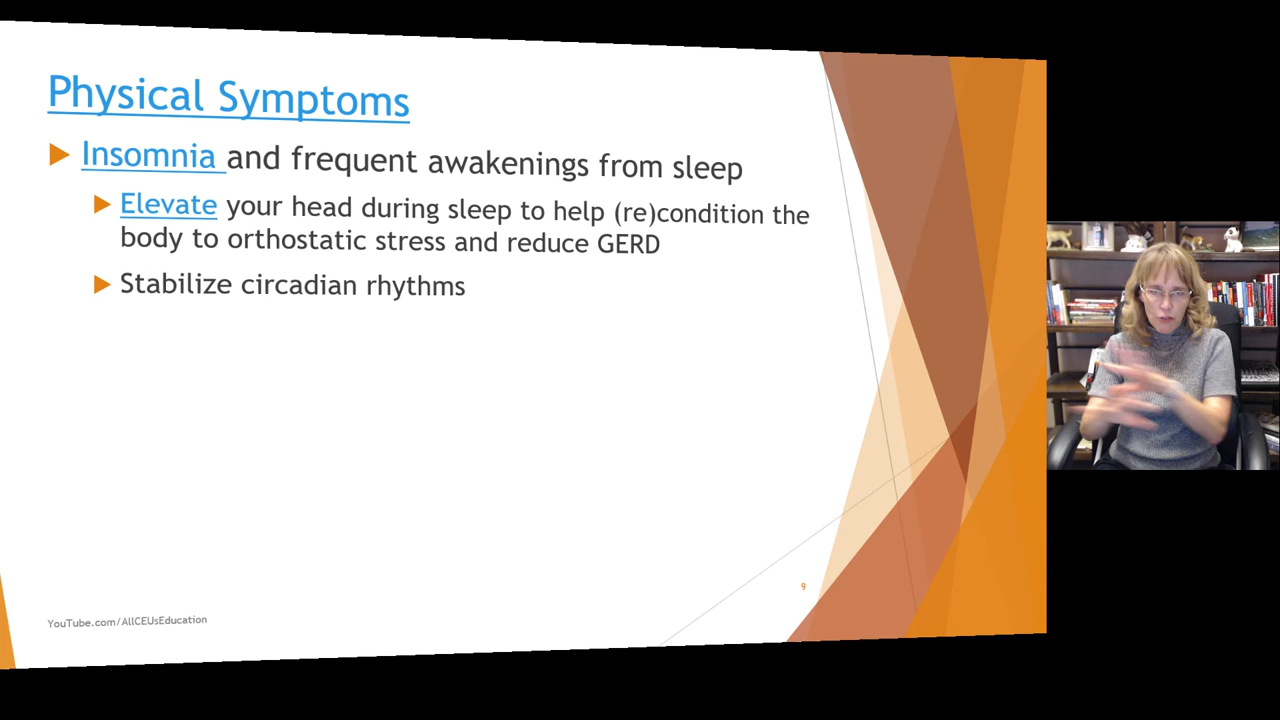 Physical Symptoms
Insomnia and frequent awakenings from sleep
Elevate your head during sleep to help (re)condition the
body to orthostatic stress and reduce GERD
Stabilize circadian rhythms
9
YouTube.com/AllCEUsEducation